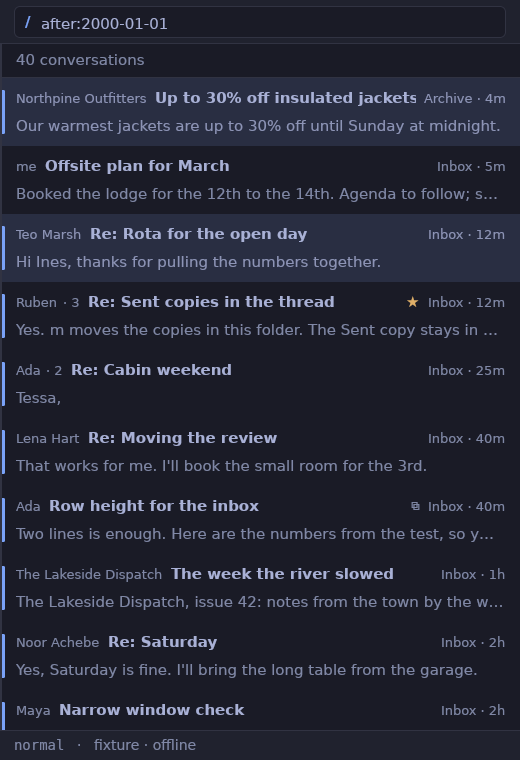 / after:2000-01-01
40 conversations
Northpine Outfitters Up to 30% off insulated jackets Archive · 4m
Our warmest jackets are up to 30% off until Sunday at midnight.
me Offsite plan for March Inbox · 5m
Booked the lodge for the 12th to the 14th. Agenda to follow; s…
Teo Marsh Re: Rota for the open day Inbox · 12m
Hi Ines, thanks for pulling the numbers together.
Ruben · 3 Re: Sent copies in the thread ★ Inbox · 12m
Yes. m moves the copies in this folder. The Sent copy stays in …
Ada · 2 Re: Cabin weekend Inbox · 25m
Tessa,
Lena Hart Re: Moving the review Inbox · 40m
That works for me. I'll book the small room for the 3rd.
Ada Row height for the inbox ⧉ Inbox · 40m
Two lines is enough. Here are the numbers from the test, so y…
The Lakeside Dispatch The week the river slowed Inbox · 1h
The Lakeside Dispatch, issue 42: notes from the town by the w…
Noor Achebe Re: Saturday Inbox · 2h
Yes, Saturday is fine. I'll bring the long table from the garage.
Maya Narrow window check Inbox · 2h
normal · fixture · offline